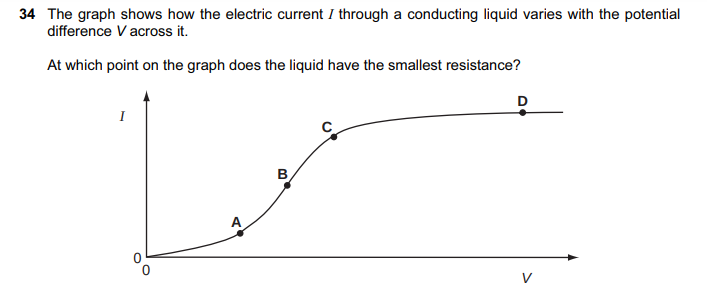 34 The graph shows how the electric current I through a conducting liquid varies with the potential
difference V across it.
At which point on the graph does the liquid have the smallest resistance?
D
I
C
B
A
0
0
V